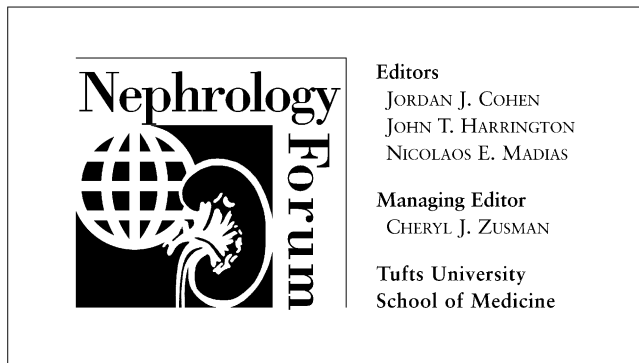 Nephrology
Forum
Editors
JORDAN J. COHEN
JOHN T. HARRINGTON
NICOLAOS E. MADIAS
Managing Editor
CHERYL J. ZUSMAN
Tufts University
School of Medicine